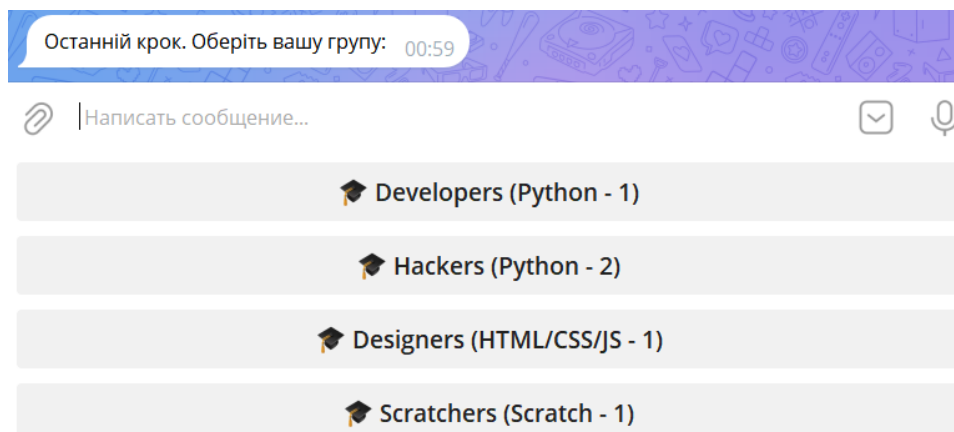 Останній крок. Оберіть вашу групу: 00:59
Написать сообщение...
🎓 Developers (Python - 1)
🎓 Hackers (Python - 2)
🎓 Designers (HTML/CSS/JS - 1)
🎓 Scratchers (Scratch - 1)